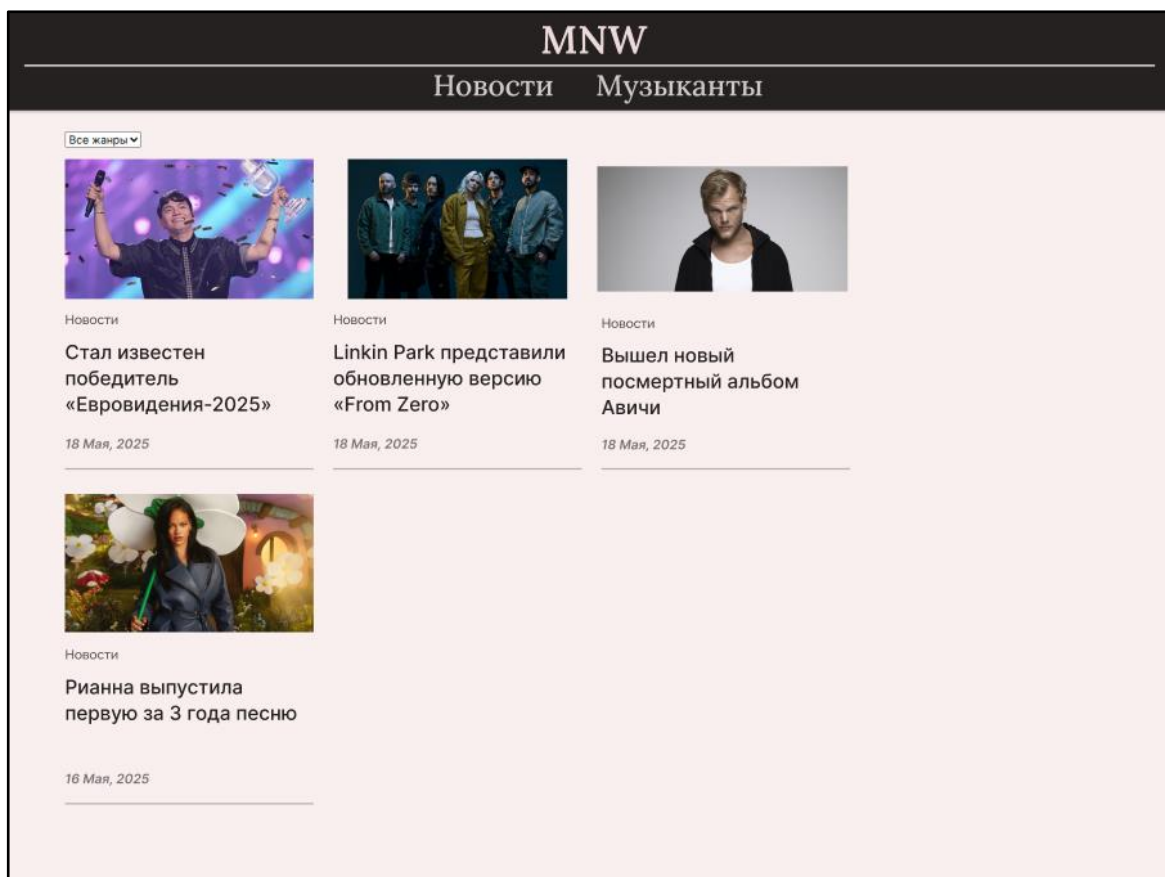 MNW
Новости Музыканты
Все жанры
Новости
Стал известен
победитель
«Евровидения-2025»
18 Мая, 2025
Новости
Linkin Park представили
обновленную версию
«From Zero»
18 Мая, 2025
Новости
Вышел новый
посмертный альбом
Авичи
18 Мая, 2025
Новости
Рианна выпустила
первую за 3 года песню
16 Мая, 2025